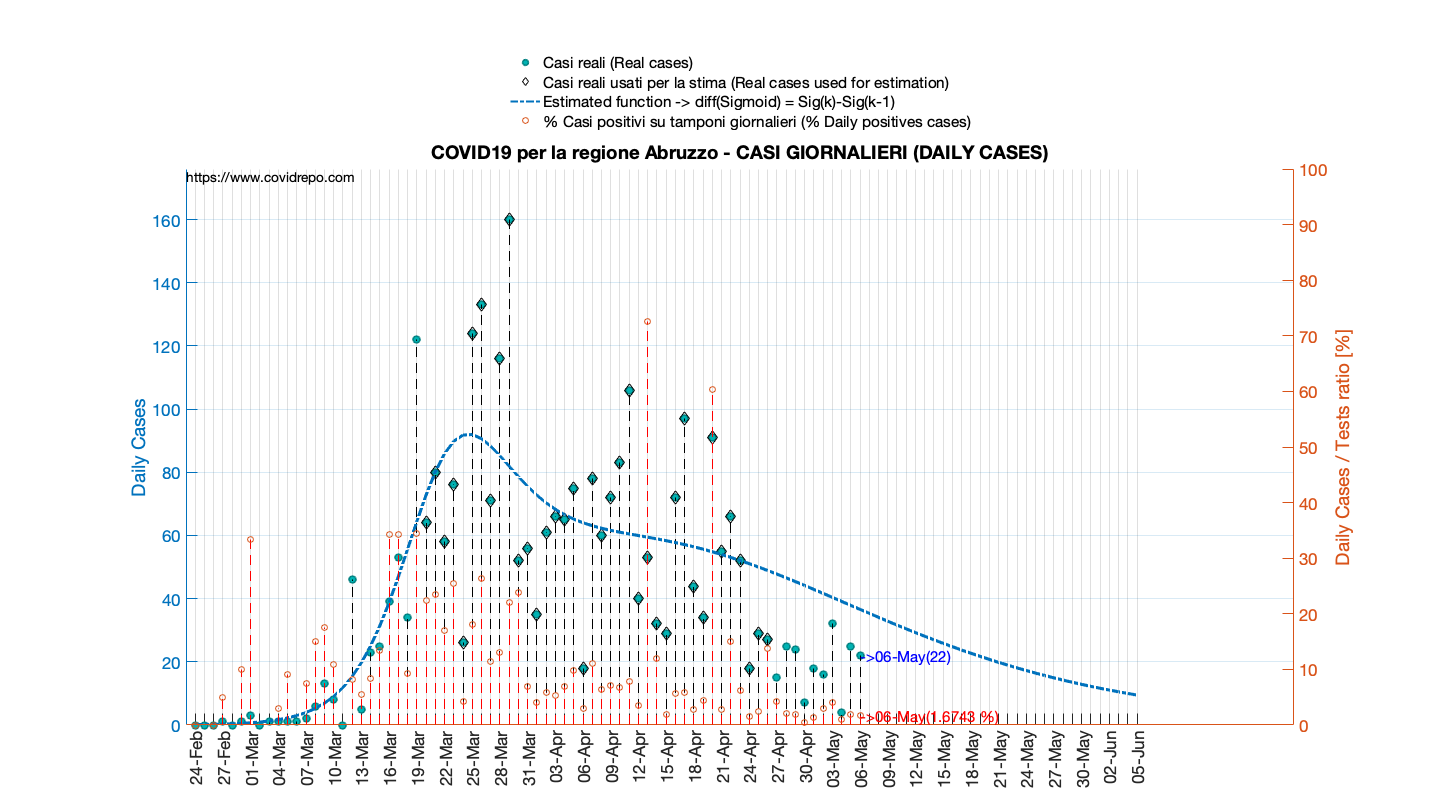 Casi reali (Real cases)
Casi reali usati per la stima (Real cases used for estimation)
Estimated function -> diff(Sigmoid) = Sig(k)-Sig(k-1)
% Casi positivi su tamponi giornalieri (% Daily positives cases)
COVID19 per la regione Abruzzo - CASI GIORNALIERI (DAILY CASES)
https://www.covidrepo.com
Daily Cases
160
140
120
100
80
60
40
20
0
100
90
80
70
60
50
40
30
20
10
0
Daily Cases / Tests ratio [%]
->06-May(22)
->06-May(1.6743 %)
24-Feb
27-Feb
01-Mar
04-Mar
07-Mar
10-Mar
13-Mar
16-Mar
19-Mar
22-Mar
25-Mar
28-Mar
31-Mar
03-Apr
06-Apr
09-Apr
12-Apr
15-Apr
18-Apr
21-Apr
24-Apr
27-Apr
30-Apr
03-May
06-May
09-May
12-May
15-May
18-May
21-May
24-May
27-May
30-May
02-Jun
05-Jun